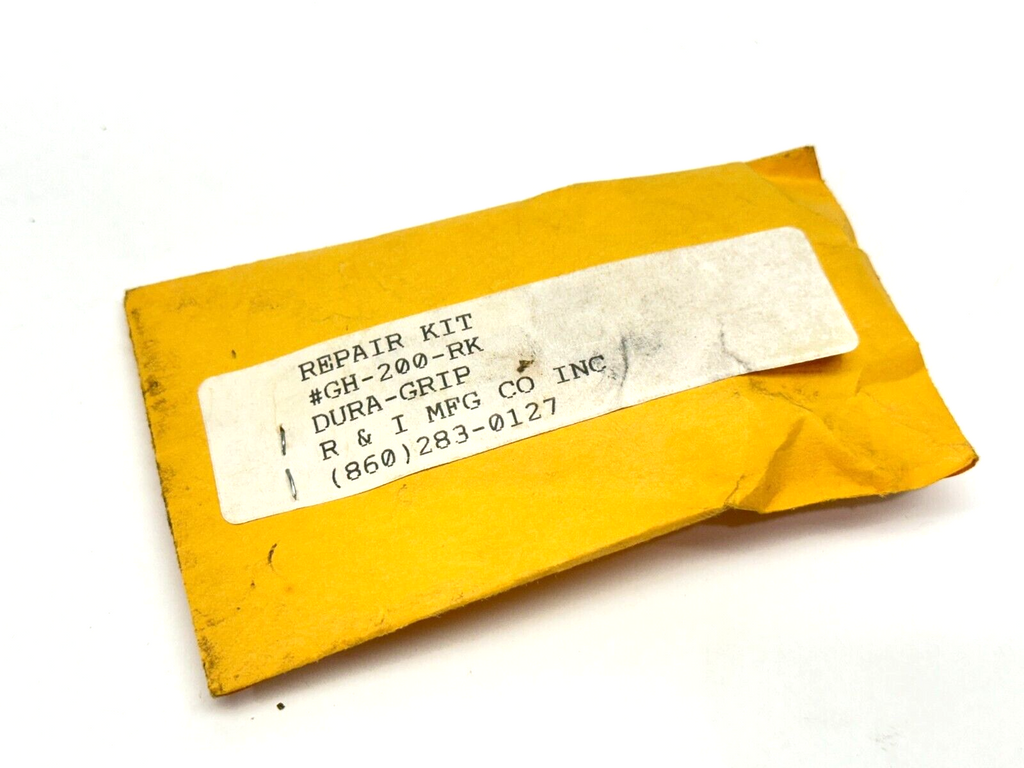 REPAIR KIT
#GH-200-RK
DURA-GRIP
R & I MFG CO INC
(860)283-0127